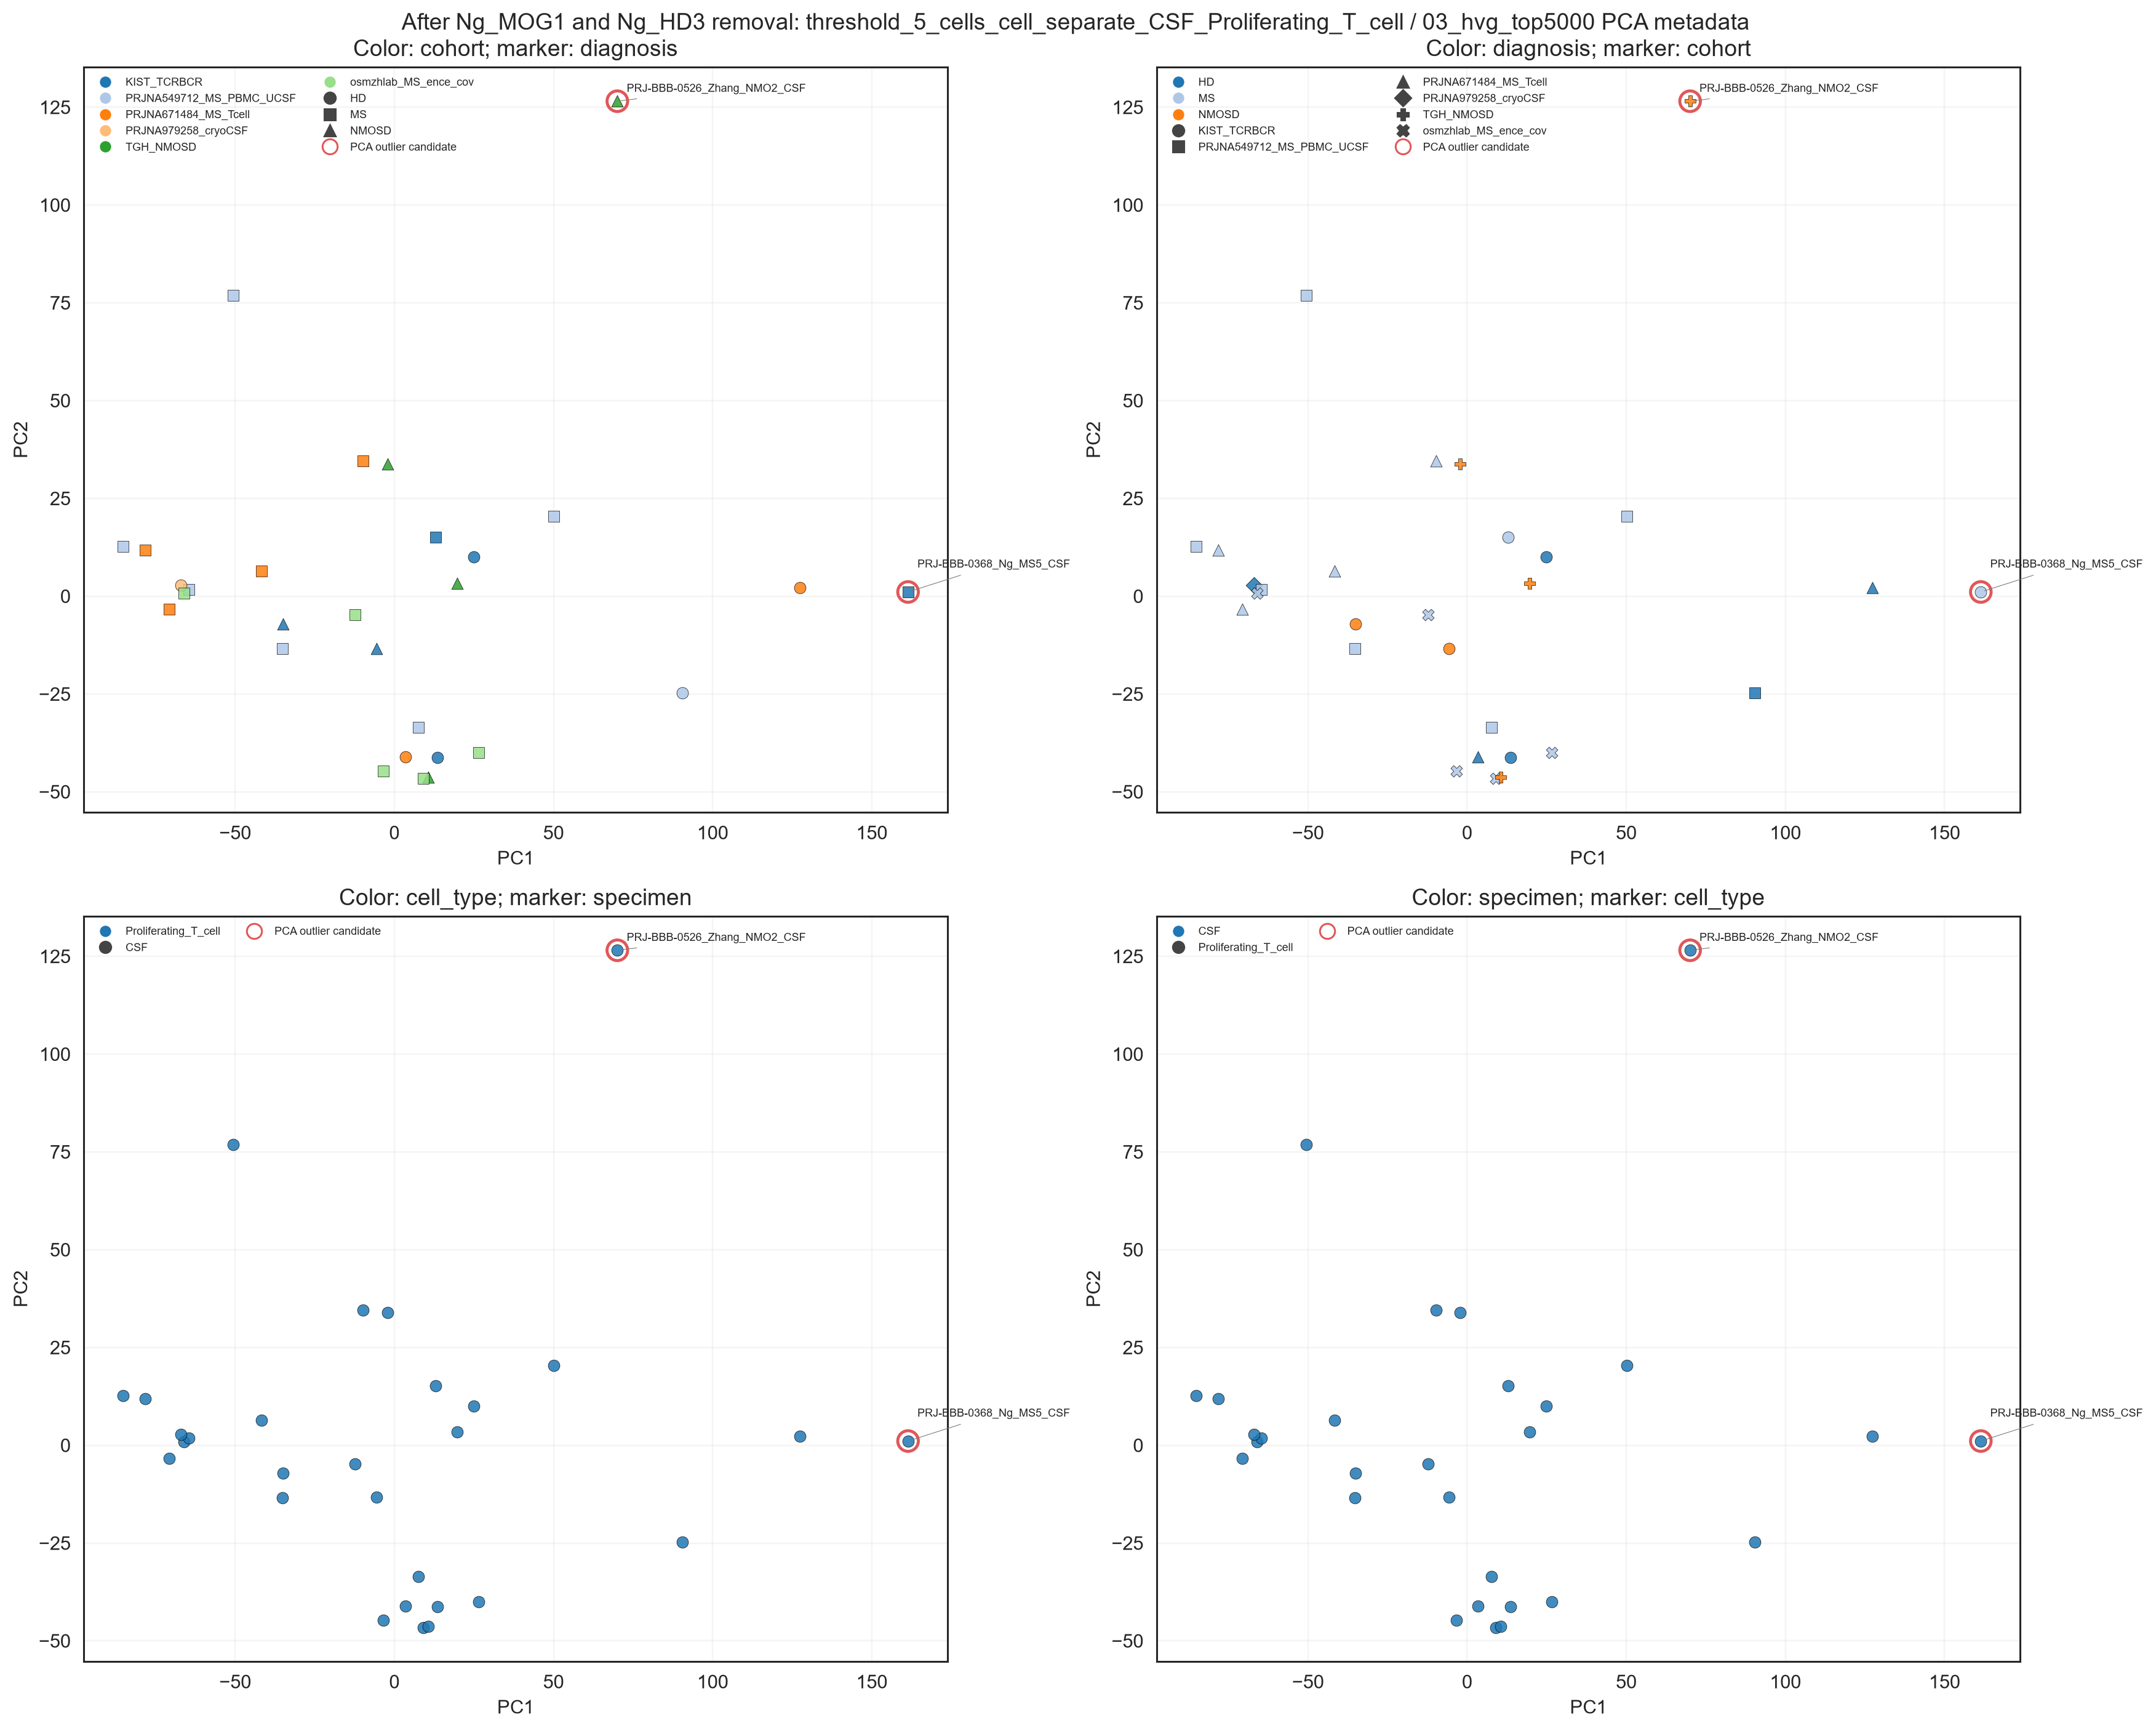 After Ng_MOG1 and Ng_HD3 removal: threshold_5_cells_cell_separate_CSF_Proliferating_T_cell / 03_hvg_top5000 PCA metadata
Color: cohort; marker: diagnosis
KIST_TCRBCR
PRJNA549712_MS_PBMC_UCSF
PRJNA671484_MS_Tcell
PRJNA979258_cryoCSF
TGH_NMOSD
osmzhlab_MS_ence_cov
HD
MS
NMOSD
PCA outlier candidate
PRJ-BBB-0526_Zhang_NMO2_CSF
PRJ-BBB-0368_Ng_MS5_CSF
PC2
125
100
75
50
25
0
−25
−50
−50
0
50
100
150
PC1
Color: diagnosis; marker: cohort
HD
MS
NMOSD
KIST_TCRBCR
PRJNA549712_MS_PBMC_UCSF
PRJNA671484_MS_Tcell
PRJNA979258_cryoCSF
TGH_NMOSD
osmzhlab_MS_ence_cov
PCA outlier candidate
PRJ-BBB-0526_Zhang_NMO2_CSF
PRJ-BBB-0368_Ng_MS5_CSF
PC2
125
100
75
50
25
0
−25
−50
−50
0
50
100
150
PC1
Color: cell_type; marker: specimen
Proliferating_T_cell
CSF
PCA outlier candidate
PRJ-BBB-0526_Zhang_NMO2_CSF
PRJ-BBB-0368_Ng_MS5_CSF
PC2
125
100
75
50
25
0
−25
−50
−50
0
50
100
150
PC1
Color: specimen; marker: cell_type
CSF
Proliferating_T_cell
PCA outlier candidate
PRJ-BBB-0526_Zhang_NMO2_CSF
PRJ-BBB-0368_Ng_MS5_CSF
PC2
125
100
75
50
25
0
−25
−50
−50
0
50
100
150
PC1